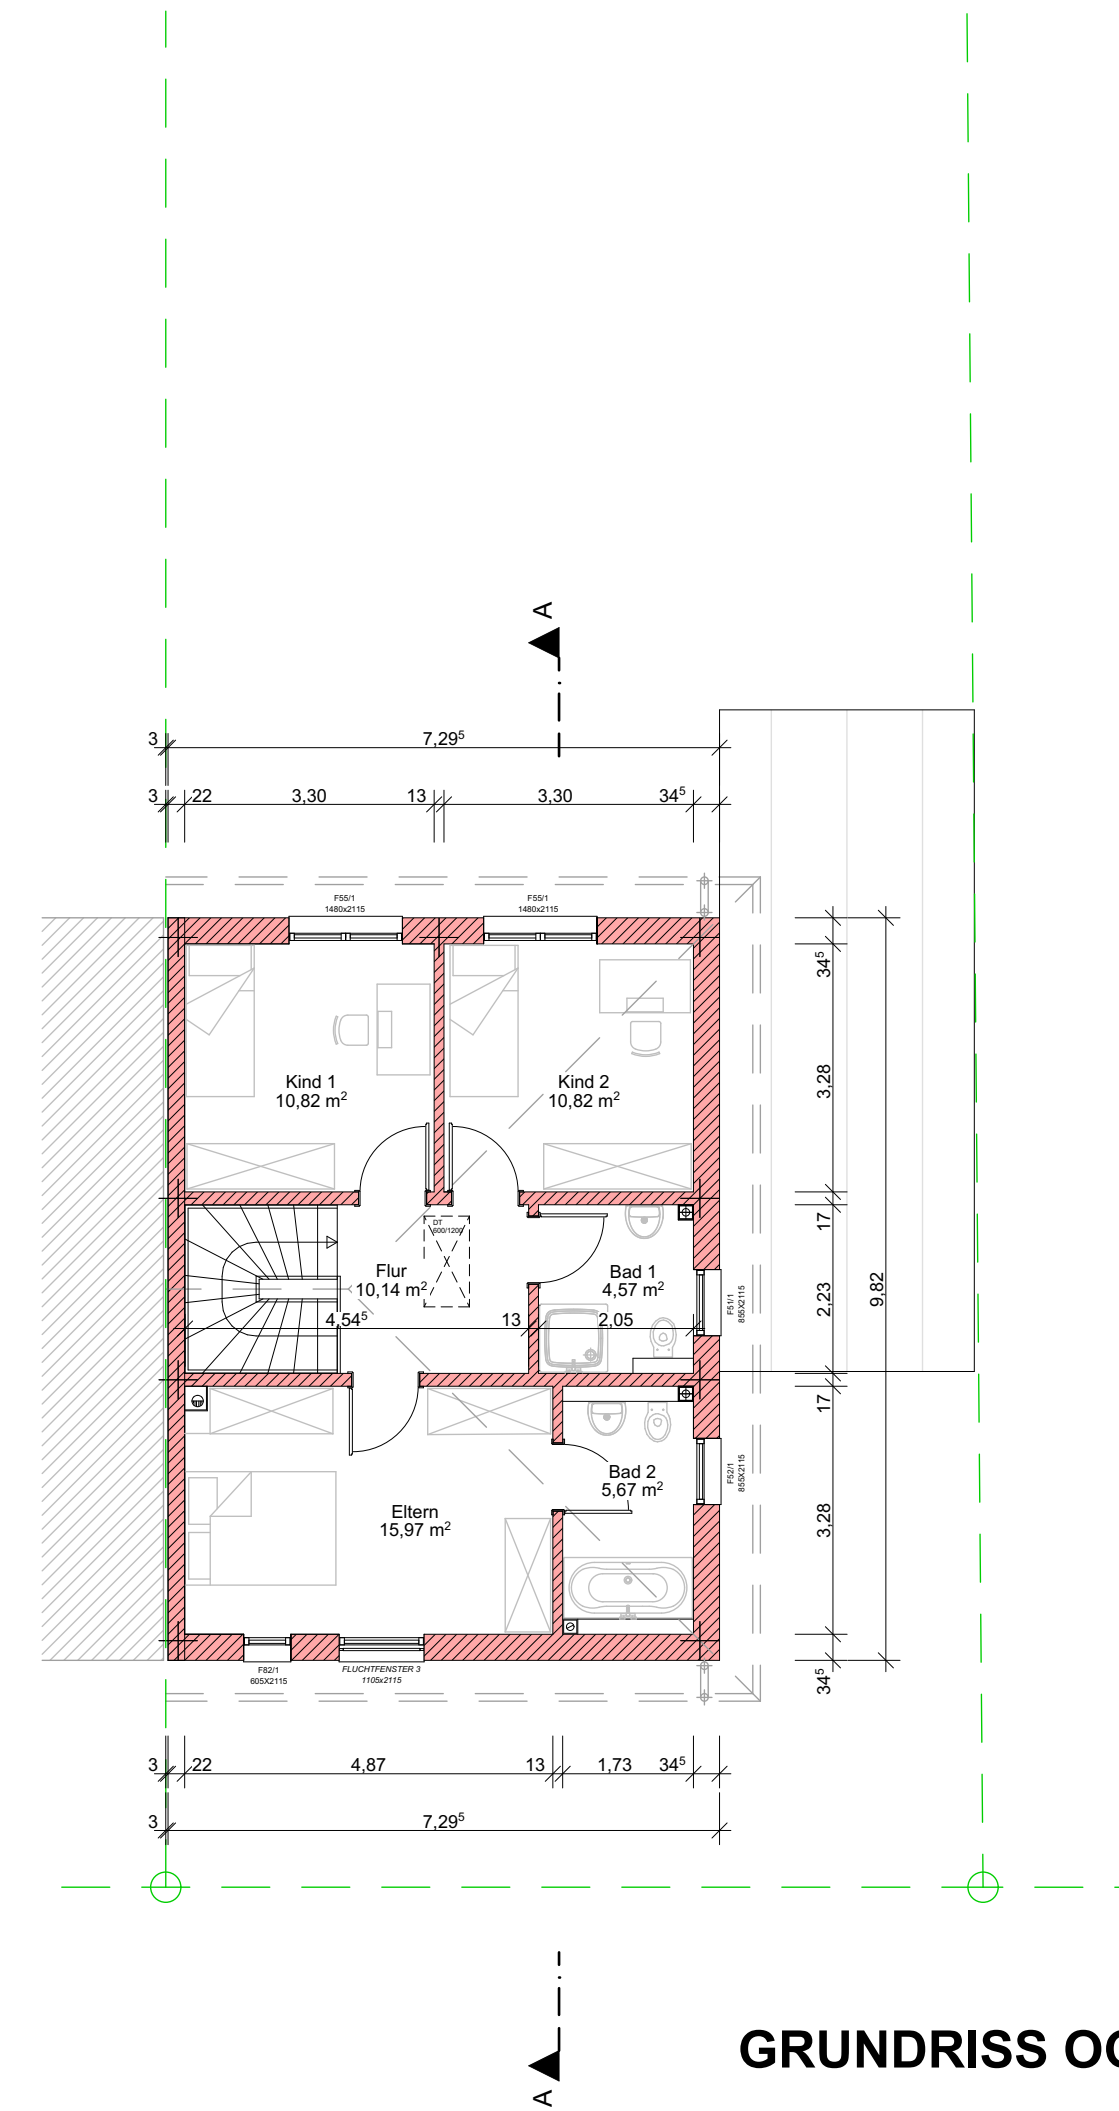 A
3 7,29⁵
3 22 3,30 13 3,30 34⁵
F55/1
1480x2115
F55/1
1480x2115
34⁵
Kind 1
10,82 m²
Kind 2
10,82 m²
3,28
17
DT
600/1200
Flur
10,14 m²
Bad 1
4,57 m²
F51/1
855X2115
2,23
9,82
4,54⁵ 13 2,05
17
Bad 2
5,67 m²
F52/1
855X2115
Eltern
15,97 m²
3,28
F82/1
605X2115
FLUCHTFENSTER 3
1105x2115
34⁵
3 22 4,87 13 1,73 34⁵
3 7,29⁵
GRUNDRISS
A